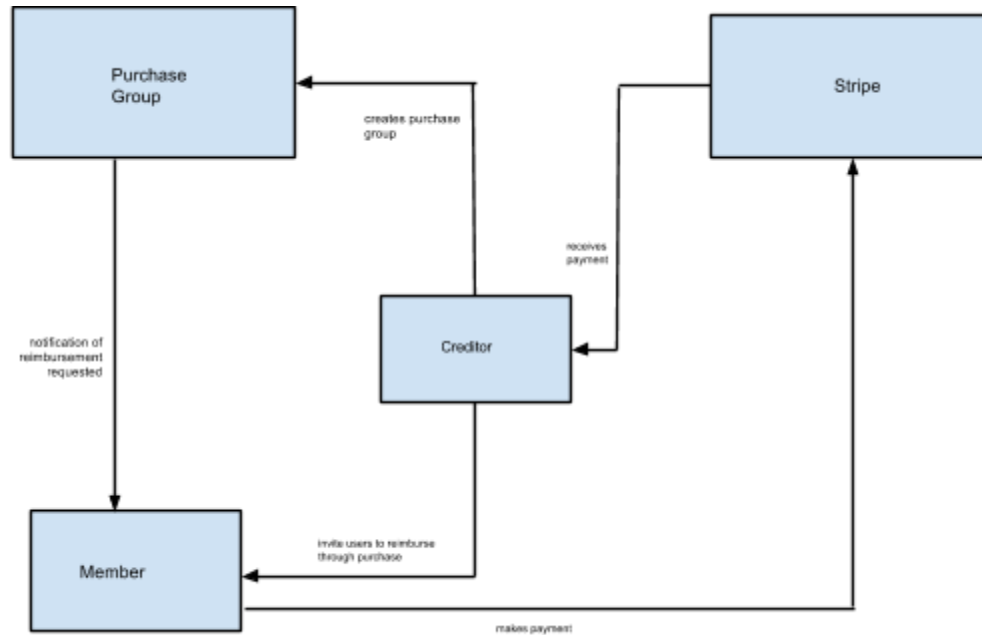 Purchase
Group
Stripe
creates purchase
group
receives
payment
notification of
reimbursement
requested
Creditor
invite users to reimburse
through purchase
Member
makes payment